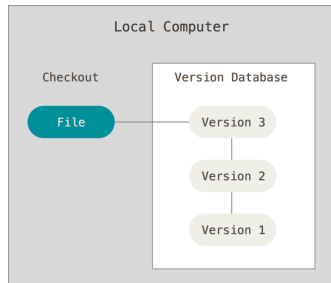 Local Computer
Checkout
Version Database
File
Version 3
Version 2
Version 1